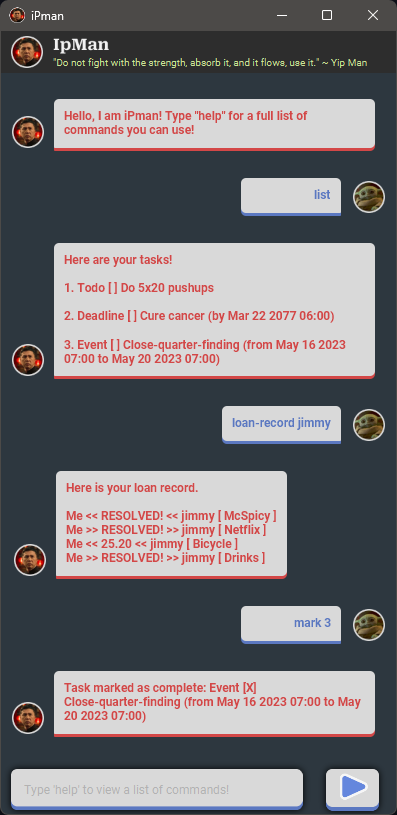 iPman
IpMan
"Do not fight with the strength, absorb it, and it flows, use it." ~ Yip Man
Hello, I am iPman! Type "help" for a full list of
commands you can use!
list
Here are your tasks!
1. Todo [ ] Do 5x20 pushups
2. Deadline [ ] Cure cancer (by Mar 22 2077 06:00)
3. Event [ ] Close-quarter-finding (from May 16 2023
07:00 to May 20 2023 07:00)
loan-record jimmy
Here is your loan record.
Me << RESOLVED! << jimmy [ McSpicy ]
Me >> RESOLVED! >> jimmy [ Netflix ]
Me << 25.20 << jimmy [ Bicycle ]
Me >> RESOLVED! >> jimmy [ Drinks ]
mark 3
Task marked as complete: Event [X]
Close-quarter-finding (from May 16 2023 07:00 to May
20 2023 07:00)
Type 'help' to view a list of commands!